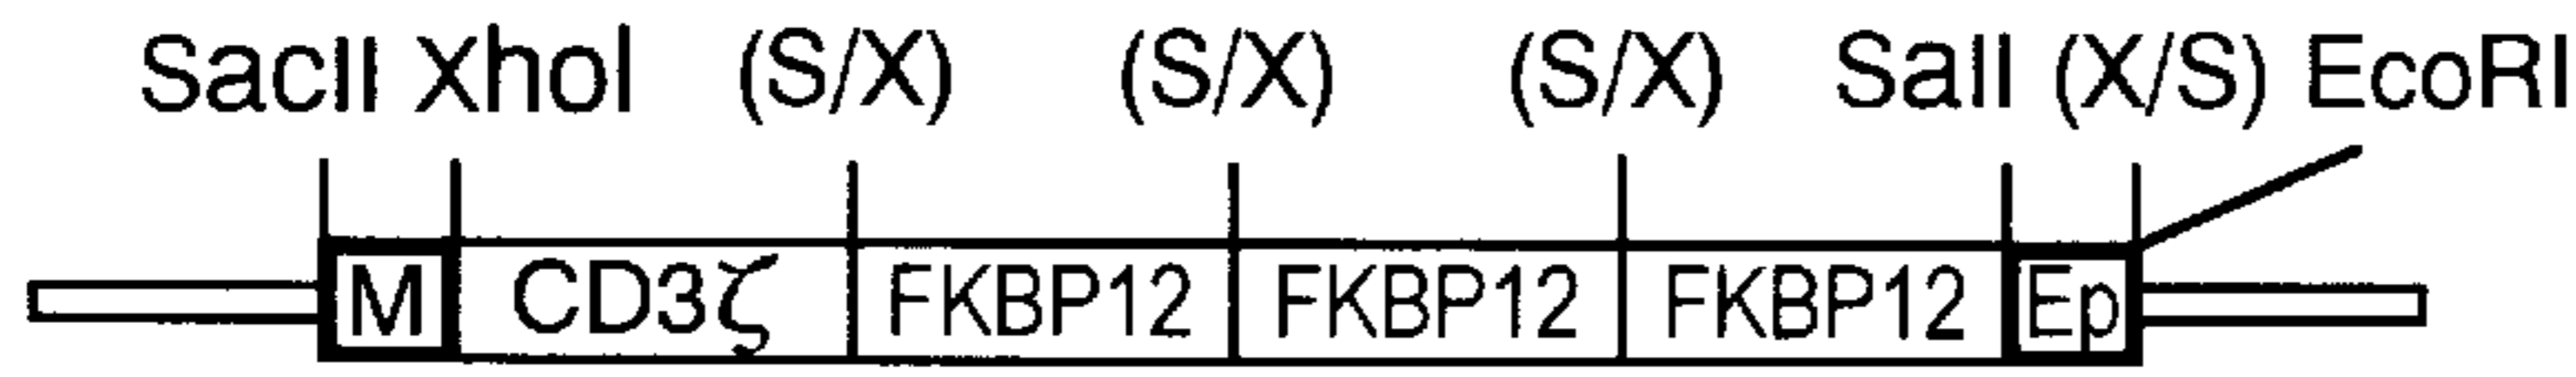 SacII XhoI (S/X) (S/X) (S/X) SalI (X/S) EcoRI
M CD3ζ FKBP12 FKBP12 FKBP12 Ep